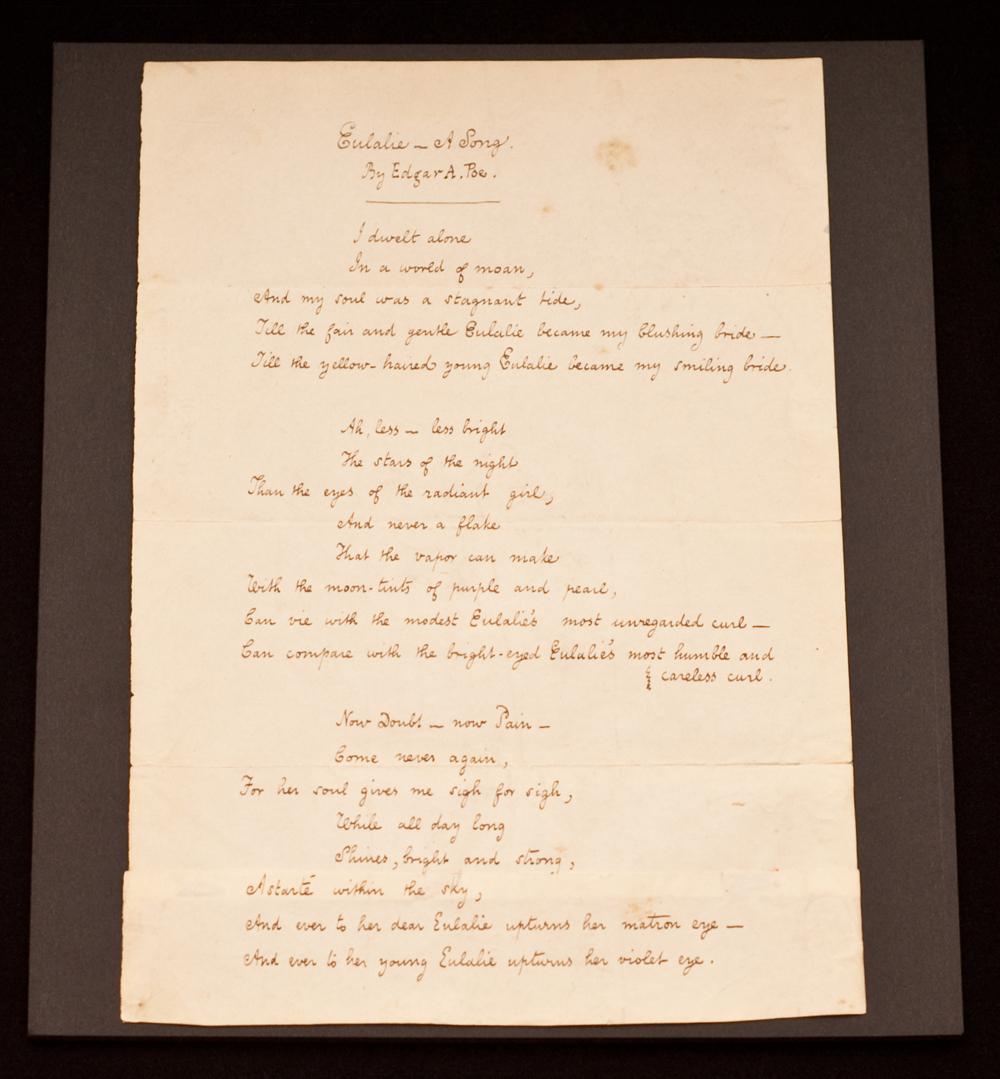 Eulalie — A Song.
By Edgar A. Poe.
I dwelt alone
In a world of moan,
And my soul was a stagnant tide,
Till the fair and gentle Eulalie became my blushing bride —
Till the yellow-haired young Eulalie became my smiling bride.
Ah, less — less bright
The stars of the night
Than the eyes of the radiant girl,
And never a flake
That the vapor can make
With the moon-tints of purple and pearl,
Can vie with the modest Eulalie's most unregarded curl —
Can compare with the bright-eyed Eulalie's most humble and
careless curl.
Now Doubt — now Pain —
Come never again,
For her soul gives me sigh for sigh,
While all day long
Shines, bright and strong,
Astarté within the sky,
And ever to her dear Eulalie upturns her matron eye —
And ever to her young Eulalie upturns her violet eye.